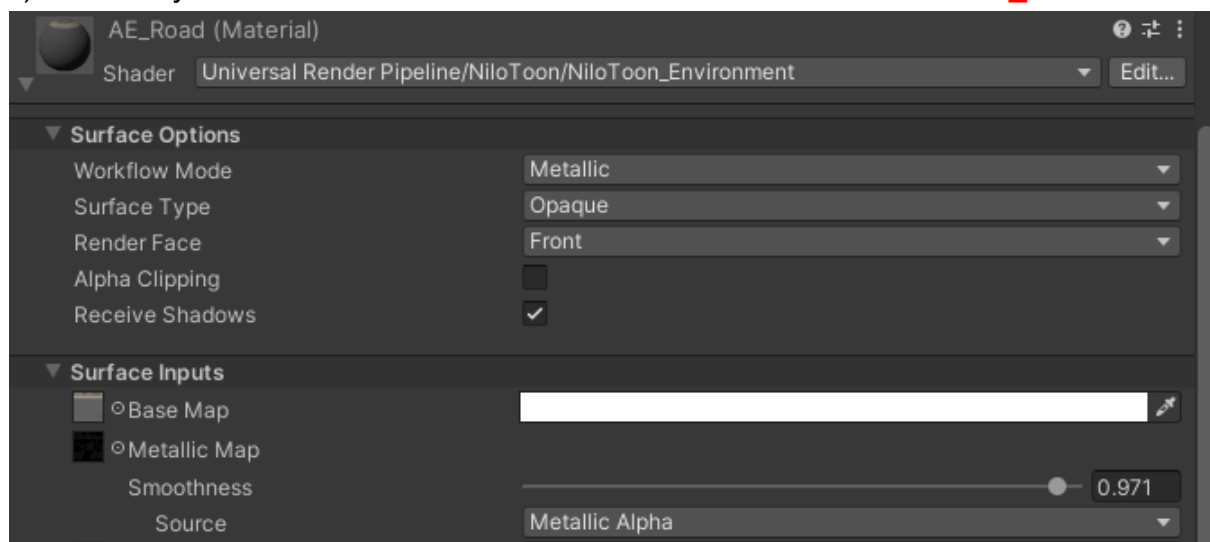 AE_Road (Material)
Shader Universal Render Pipeline/NiloToon/NiloToon_Environment Edit...
Surface Options
Workflow Mode Metallic
Surface Type Opaque
Render Face Front
Alpha Clipping
Receive Shadows
Surface Inputs
Base Map
Metallic Map
Smoothness 0.971
Source Metallic Alpha